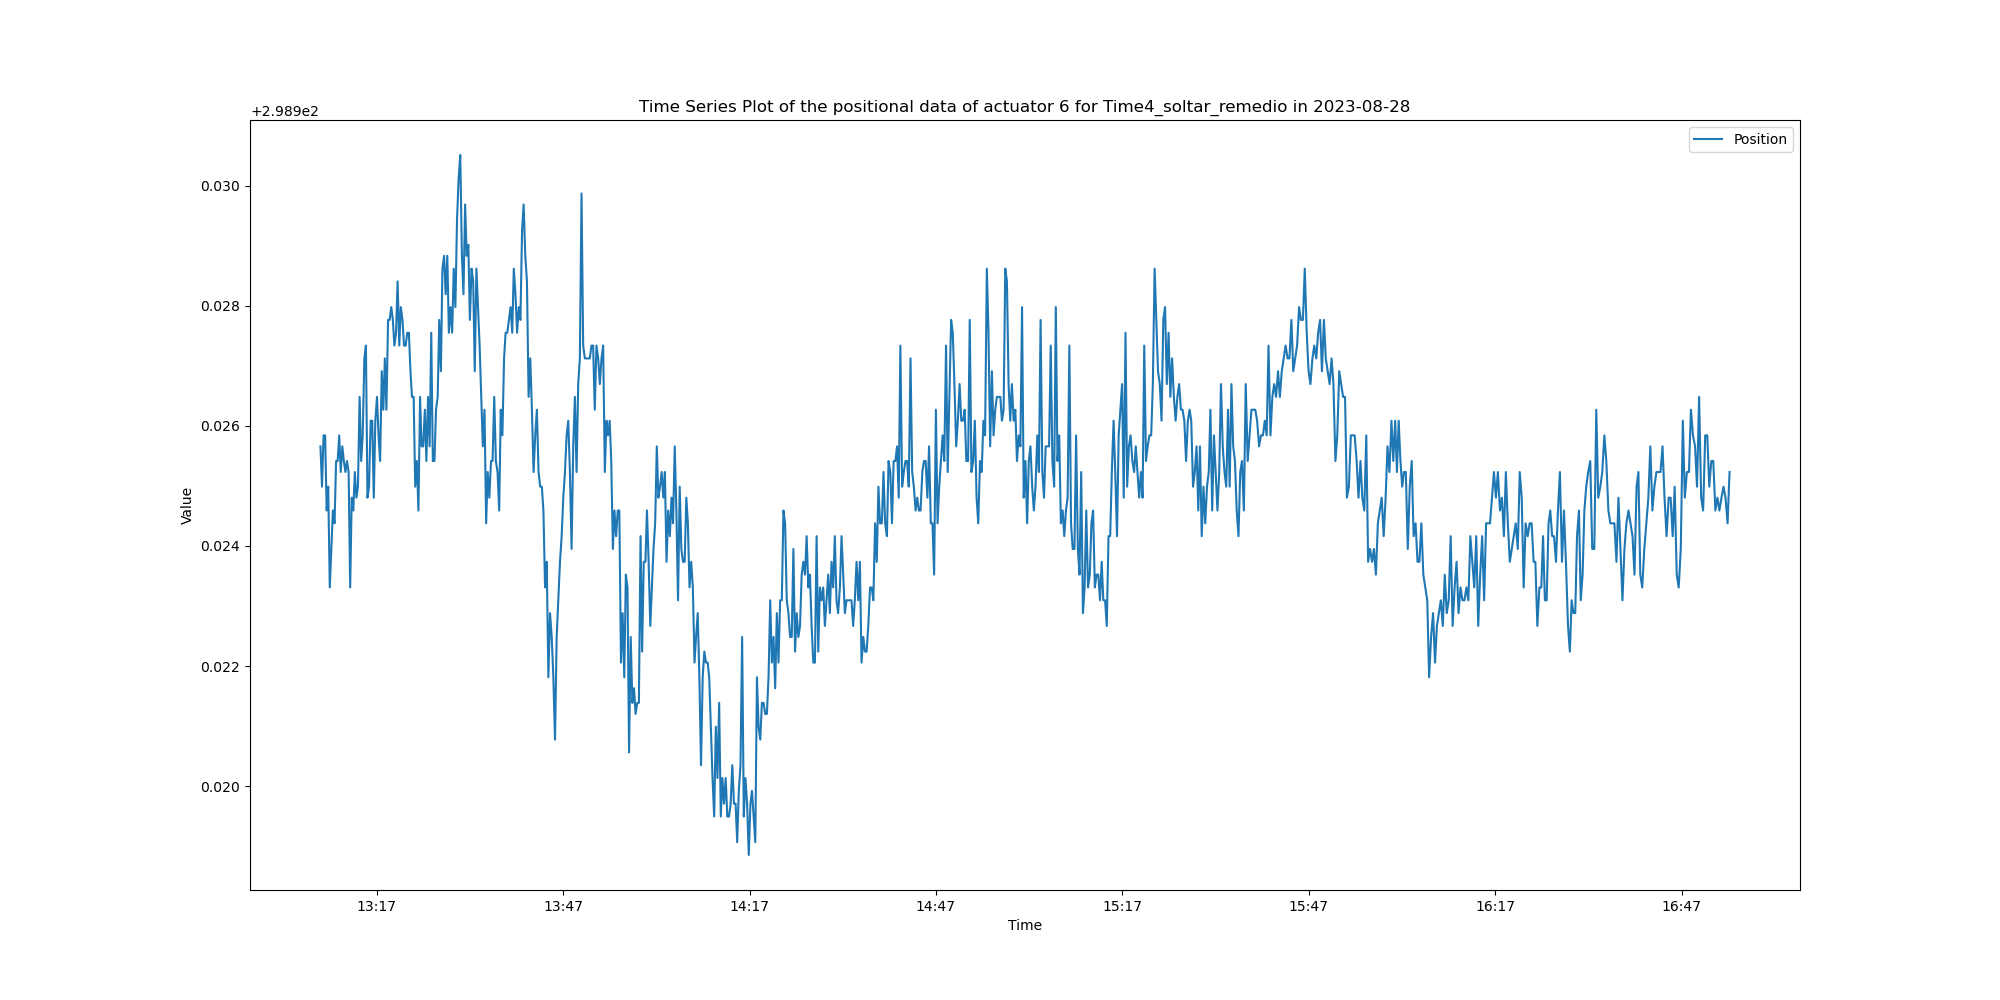 Time Series Plot of the positional data of actuator 6 for Time4_soltar_remedio in 2023-08-28
+2.989e2
Position
0.030
0.028
0.026
0.024
0.022
0.020
Value
13:17 13:47 14:17 14:47 15:17 15:47 16:17 16:47
Time